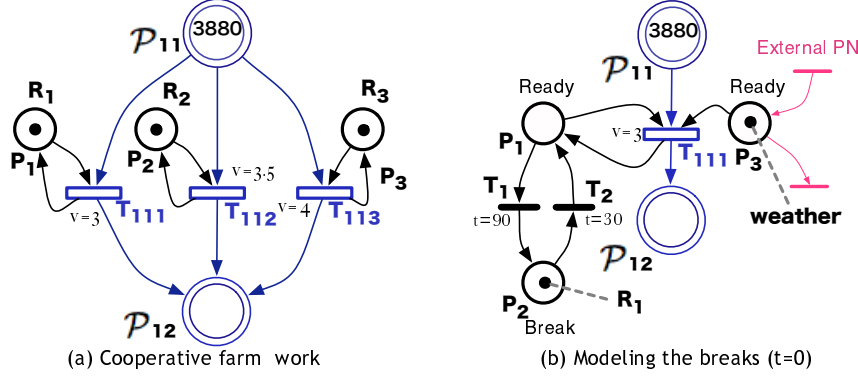 3880
𝒫11
R1
R2
R3
P1
P2
P3
v=3
T111
v=3.5
T112
v=4
T113
𝒫12
(a) Cooperative farm work
3880
𝒫11
External PN
Ready
Ready
P1
v=3
T111
P3
T1
T2
t=90
t=30
weather
𝒫12
P2
R1
Break
(b) Modeling the breaks (t=0)